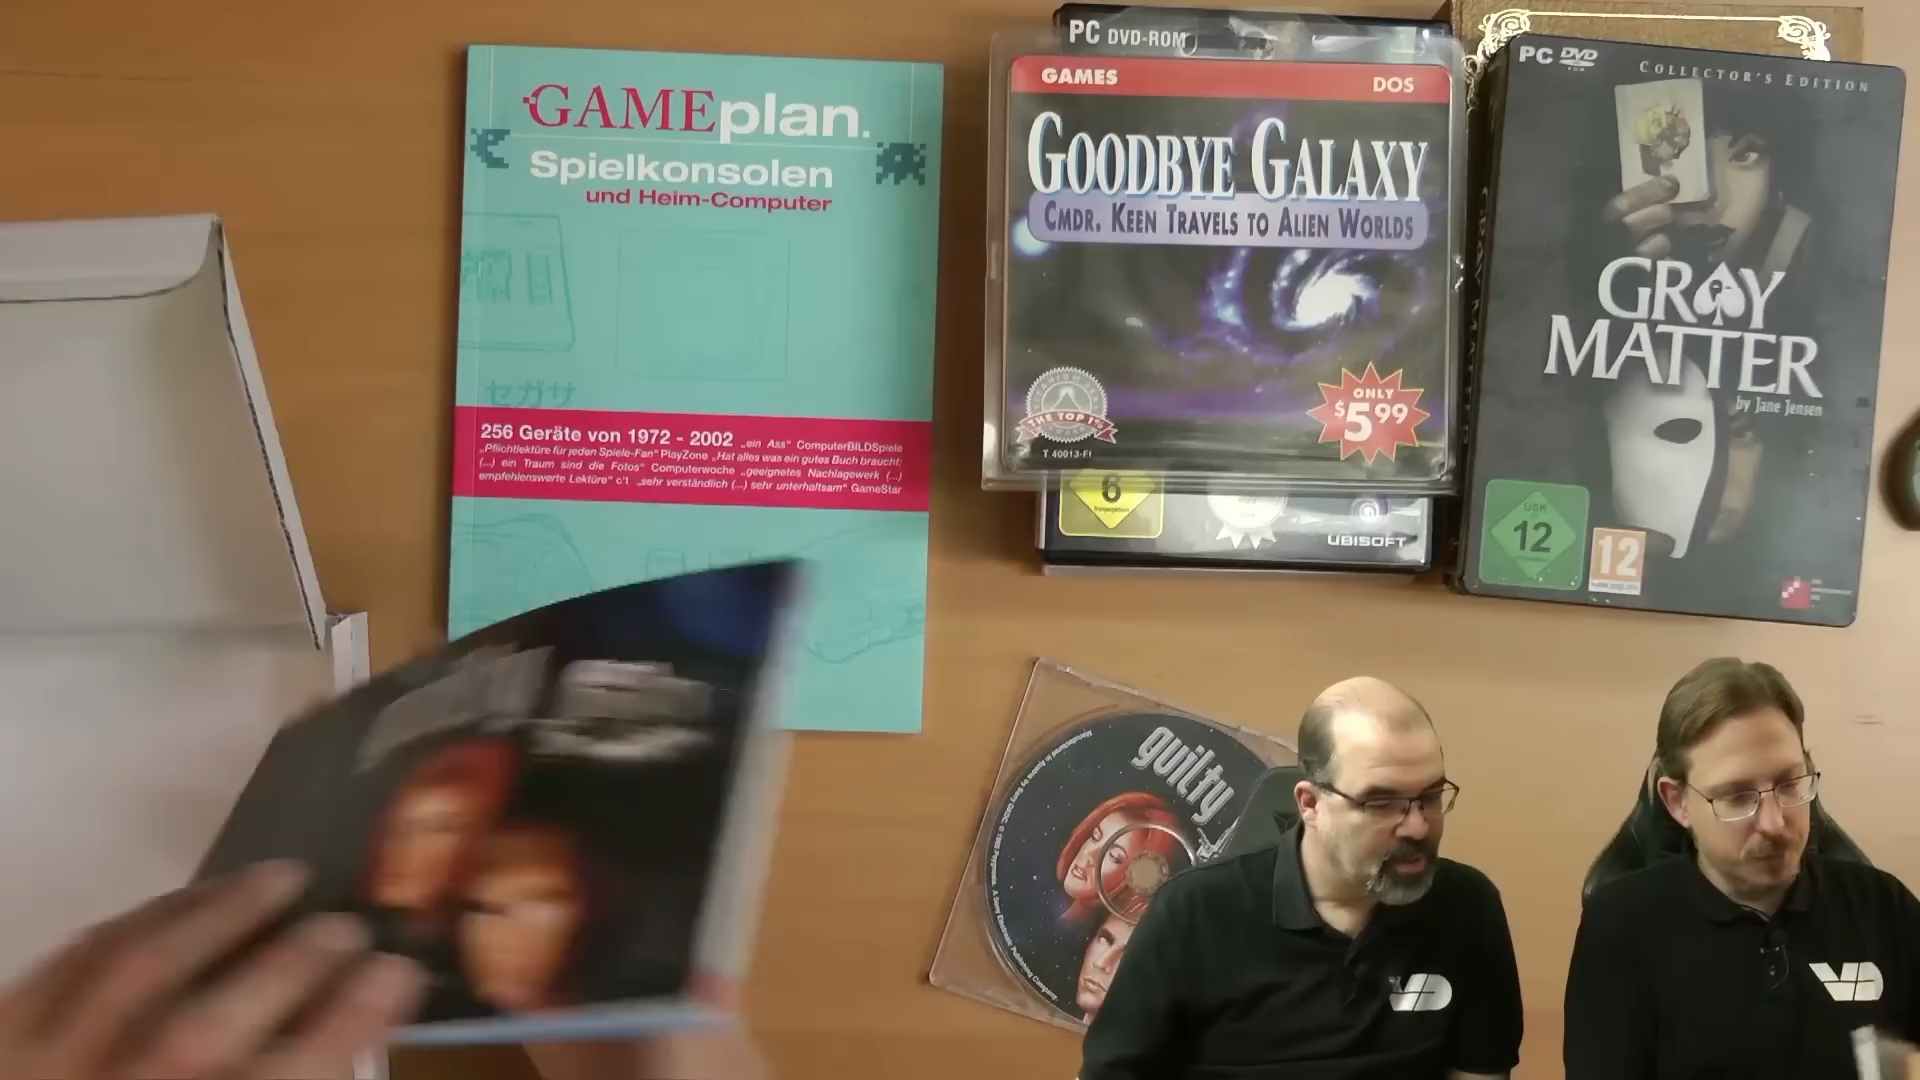 GAMEplan.
Spielkonsolen
und Heim-Computer
セガサ
256 Geräte von 1972 - 2002 „ein Ass“ ComputerBILDSpiele
„Pflichtlektüre für jeden Spiele-Fan“ PlayZone „Hat alles was ein gutes Buch braucht;
(...) ein Traum sind die Fotos“ Computerwoche „geeignetes Nachlagewerk (...)
empfehlenswerte Lektüre“ c't „sehr verständlich (...) sehr unterhaltsam“ GameStar
PC DVD-ROM
GAMES
DOS
GOODBYE GALAXY
CMDR. KEEN TRAVELS TO ALIEN WORLDS
THE TOP 1%
ONLY
$5.99
T 40013-FI
6
UBISOFT
PC DVD
COLLECTOR'S EDITION
GRAY
MATTER
by Jane Jensen
USK
12
12
guilty